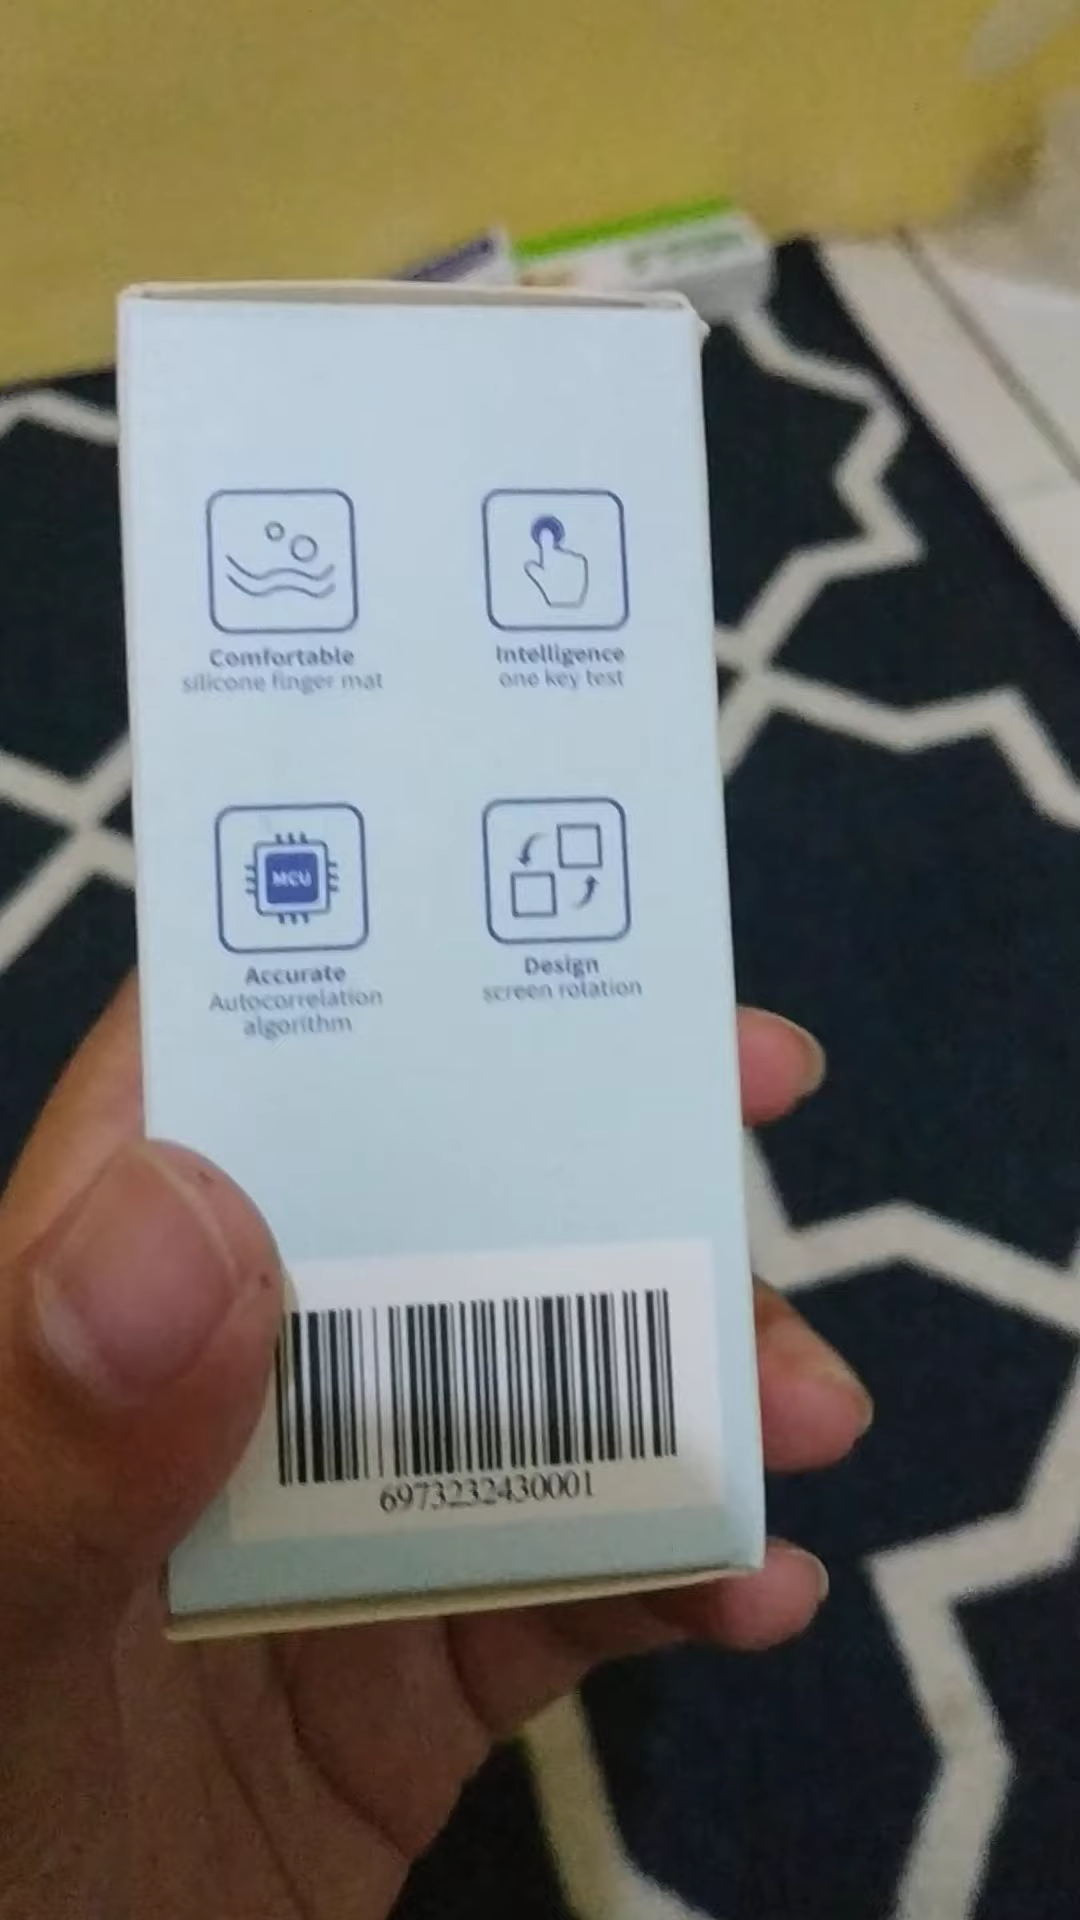 Comfortable
silicone finger mat
Intelligence
one key test
MCU
Accurate
Autocorrelation
algorithm
Design
screen rotation
6973232430001